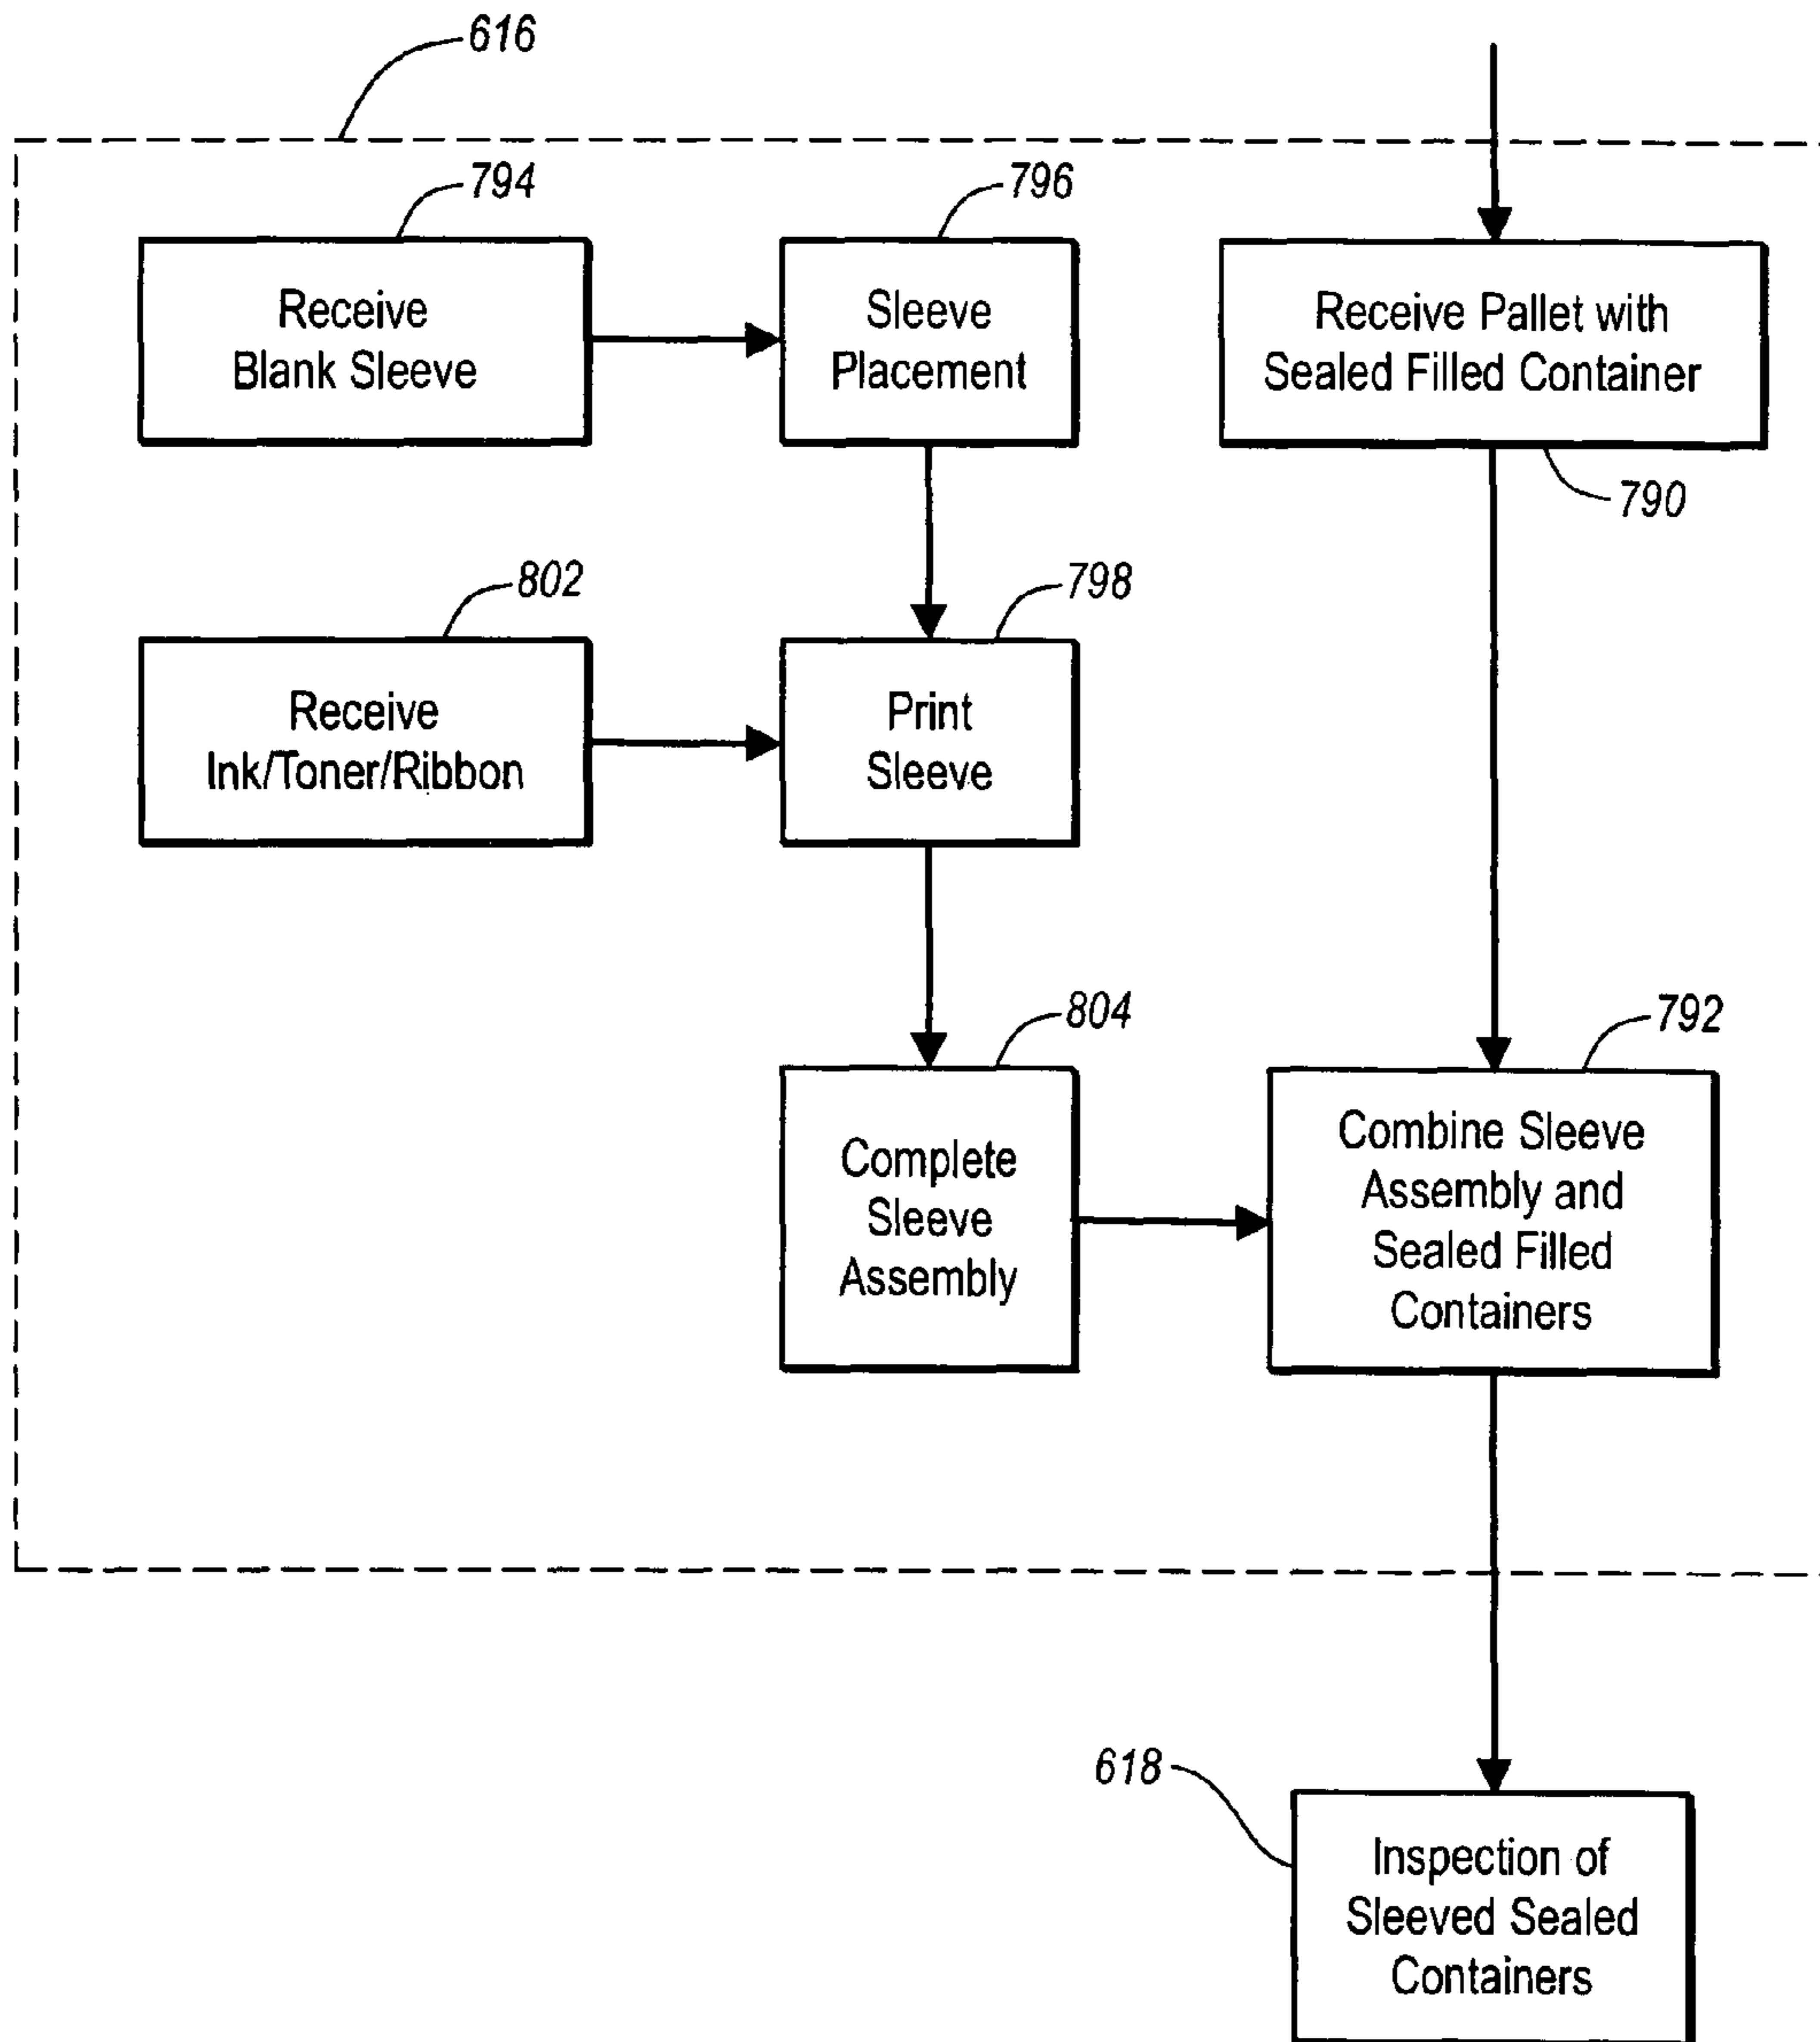 616
794
Receive
Blank Sleeve
796
Sleeve
Placement
Receive Pallet with
Sealed Filled Container
790
802
Receive
Ink/Toner/Ribbon
798
Print
Sleeve
804
Complete
Sleeve
Assembly
792
Combine Sleeve
Assembly and
Sealed Filled
Containers
618
Inspection of
Sleeved Sealed
Containers